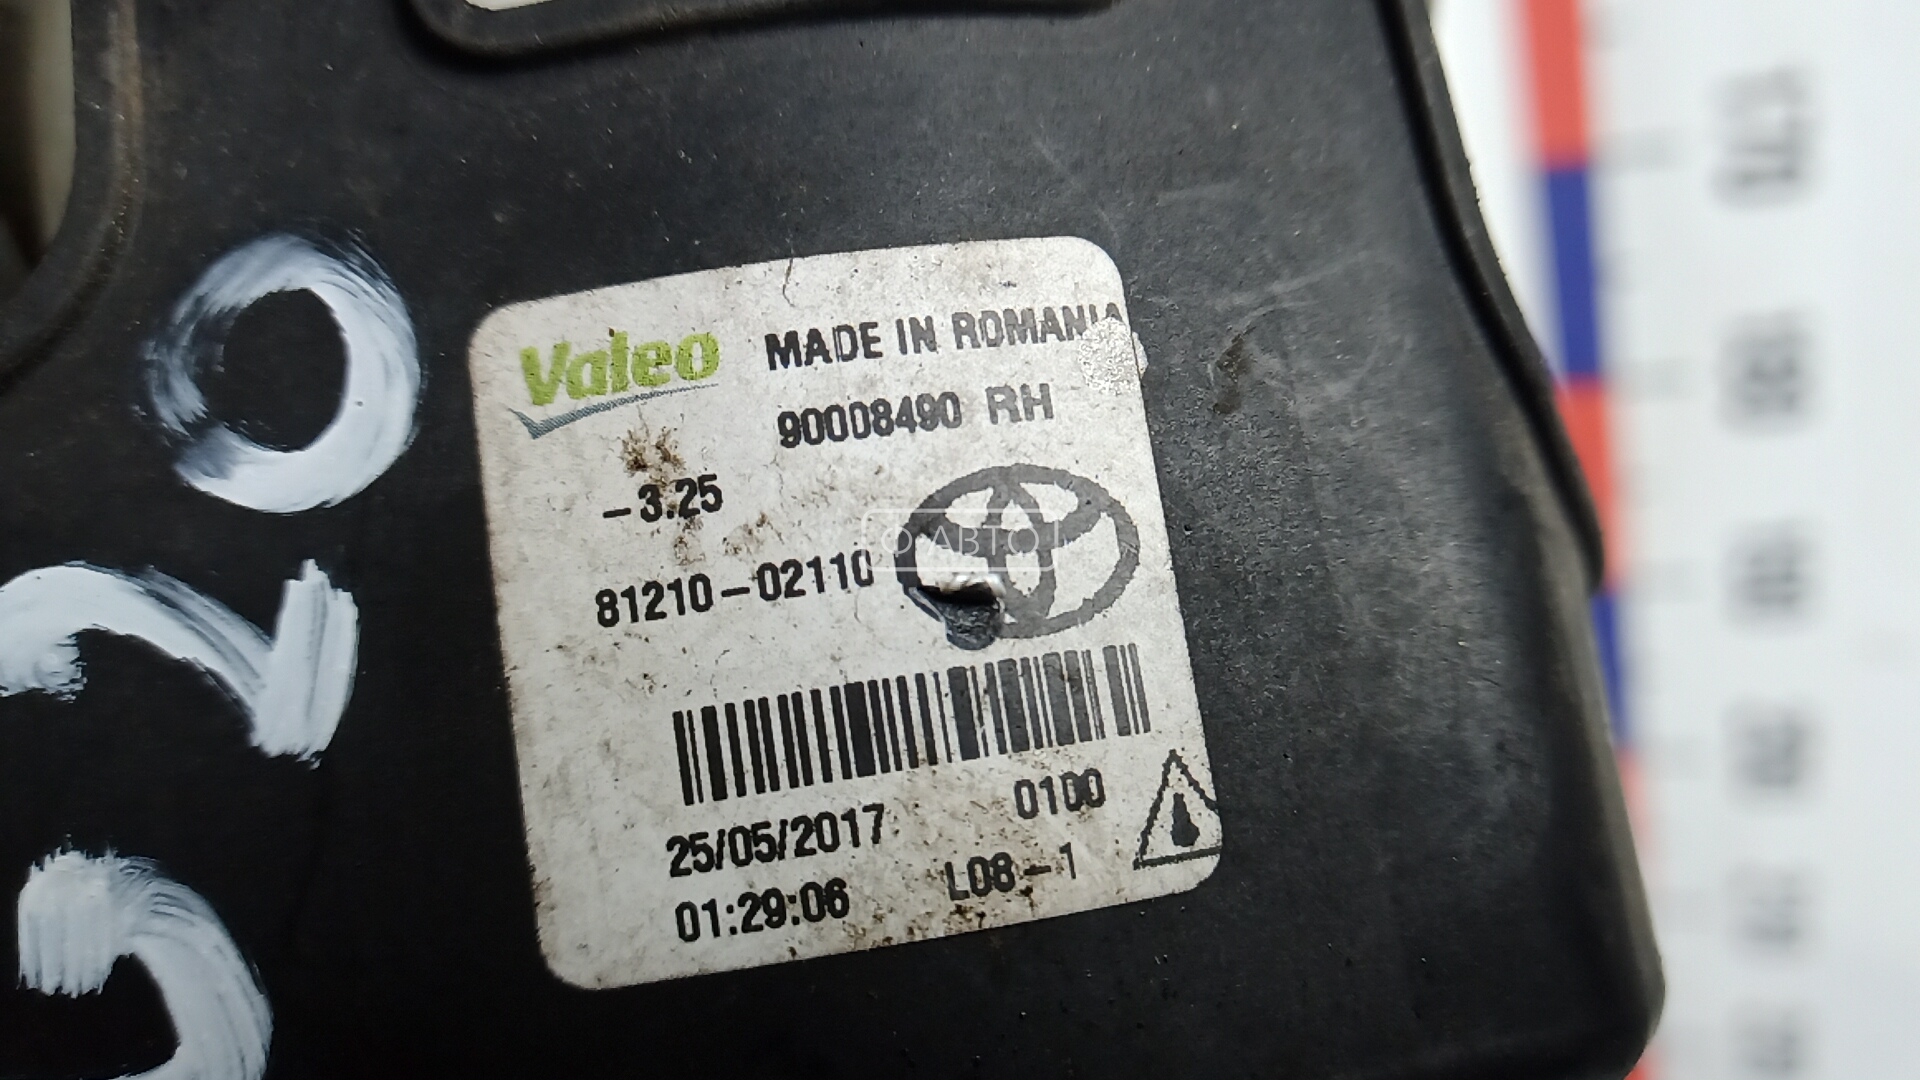 Valeo MADE IN ROMANIA
90008490 RH
-3.25
81210-02110
О АВТО
0100
25/05/2017
L08-1
01:29:06